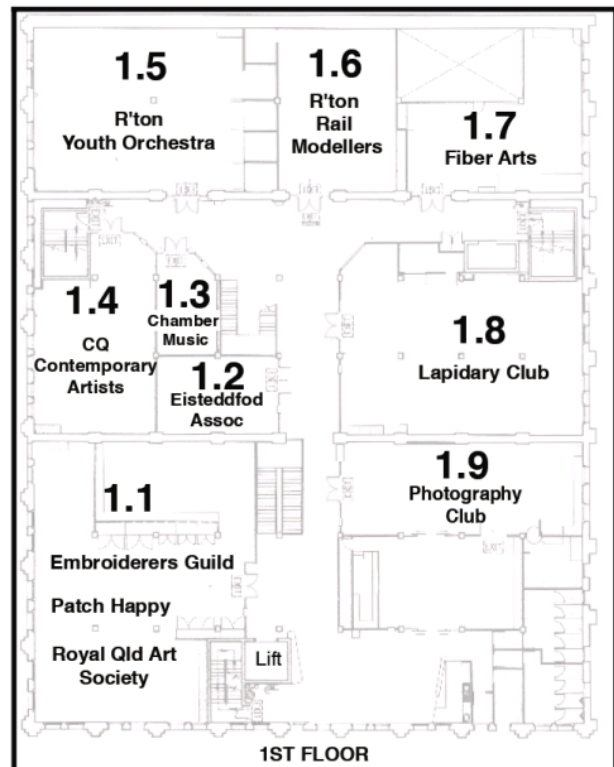 1.5
R'ton
Youth Orchestra
1.6
R'ton
Rail
Modellers
1.7
Fiber Arts
1.4
CQ
Contemporary
Artists
1.3
Chamber
Music
1.2
Eisteddfod
Assoc
1.8
Lapidary Club
1.1
Embroiderers Guild
Patch Happy
Royal Qld Art
Society
1.9
Photography
Club
Lift
1ST FLOOR